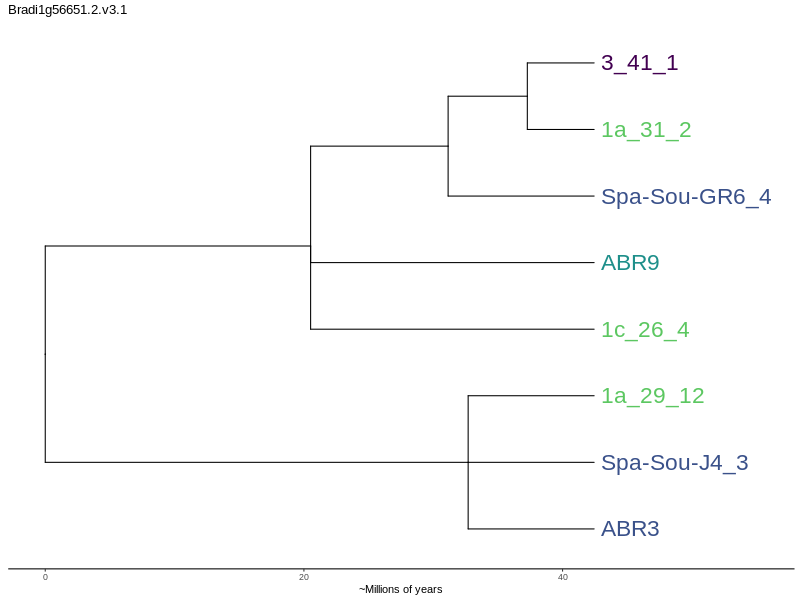 Bradi1g56651.2.v3.1
3_41_1
1a_31_2
Spa-Sou-GR6_4
ABR9
1c_26_4
1a_29_12
Spa-Sou-J4_3
ABR3
0 20 40
~Millions of years